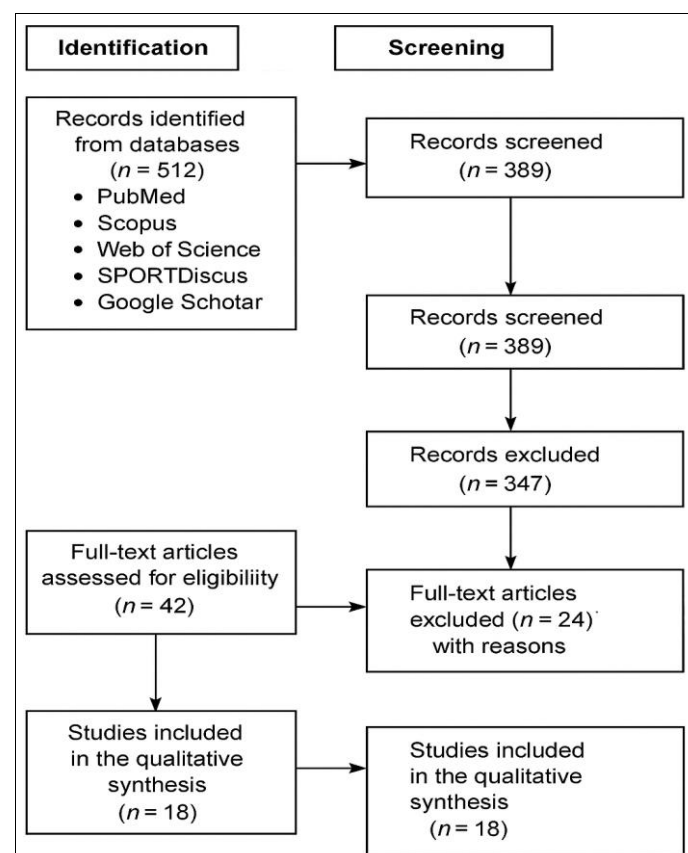 Identification
Screening
Records identified
from databases
(n = 512)
• PubMed
• Scopus
• Web of Science
• SPORTDiscus
• Google Schotar
Records screened
(n = 389)
Records screened
(n = 389)
Records excluded
(n = 347)
Full-text articles
assessed for eligibiliity
(n = 42)
Full-text articles
excluded (n = 24)
with reasons
Studies included
in the qualitative
synthesis
(n = 18)
Studies included
in the qualitative
synthesis
(n = 18)